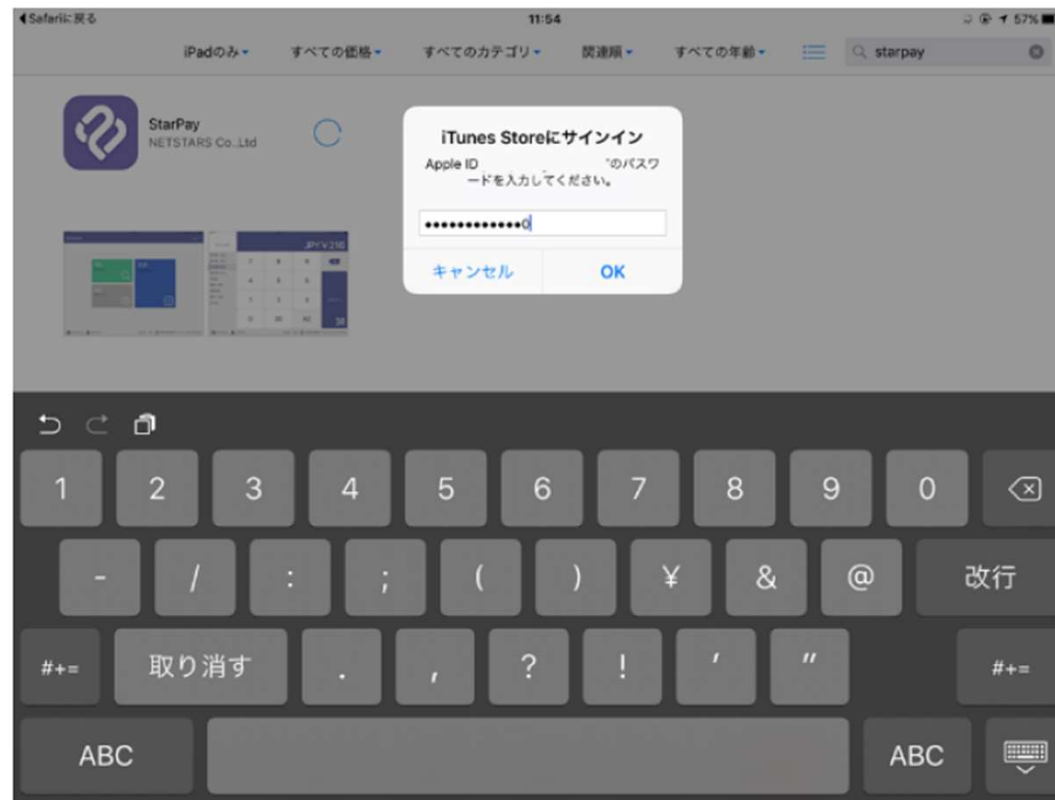 Safariに戻る 11:54 57%
iPadのみ すべての価格 すべてのカテゴリ 関連順 すべての年齢 starpay
StarPay
NETSTARS Co.,Ltd
iTunes Storeにサインイン
Apple ID "のパスワ
ードを入力してください。
••••••••••••0
キャンセル OK
JPY ¥ 216
1 2 3 4 5 6 7 8 9 0
- / : ; ( ) ¥ & @ 改行
#+= 取り消す . , ? ! ' " #+=
ABC ABC